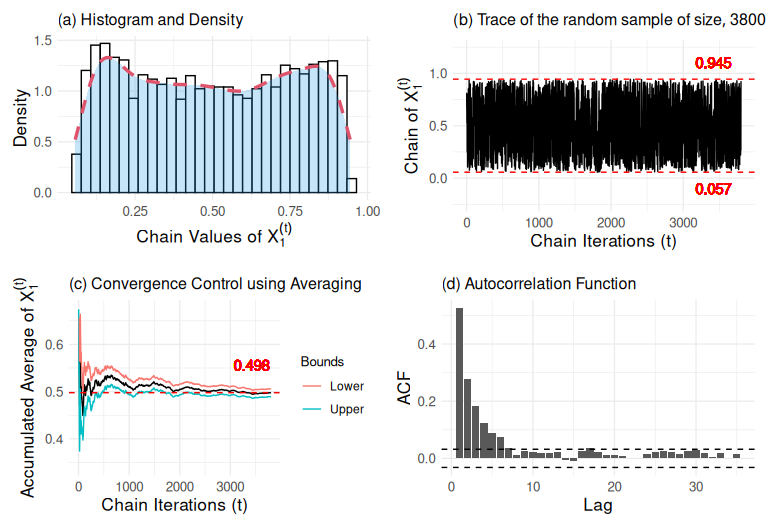 (a) Histogram and Density
1.5
1.0
0.5
0.0
Density
0.25 0.50 0.75 1.00
Chain Values of X₁⁽ᵗ⁾
(b) Trace of the random sample of size, 3800
0.945
1.0
0.5
0.0
Chain of X₁⁽ᵗ⁾
0.057
0 1000 2000 3000
Chain Iterations (t)
(c) Convergence Control using Averaging
0.6
0.5
0.4
Accumulated Average of X₁⁽ᵗ⁾
0.498
Bounds
Lower
Upper
0 1000 2000 3000
Chain Iterations (t)
(d) Autocorrelation Function
0.4
0.2
0.0
ACF
0 10 20 30
Lag